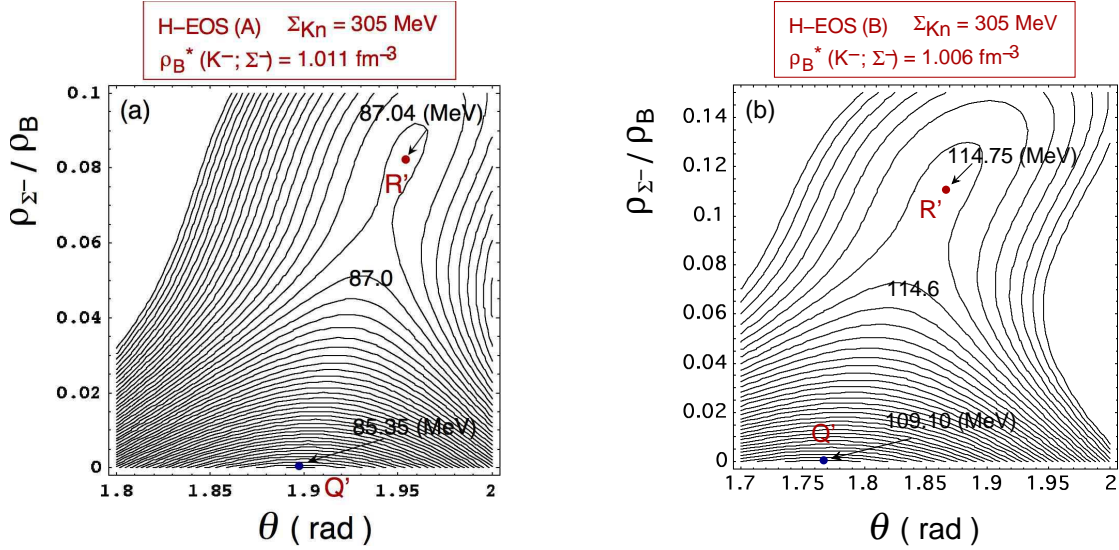 H−EOS (A) Σ_Kn = 305 MeV
ρ_B* (K−; Σ−) = 1.011 fm⁻³
(a)
ρ_Σ− / ρ_B
0.1
0.08
0.06
0.04
0.02
0
87.04 (MeV)
R’
87.0
85.35 (MeV)
Q’
1.8 1.85 1.9 1.95 2
θ ( rad )
H−EOS (B) Σ_Kn = 305 MeV
ρ_B* (K−; Σ−) = 1.006 fm⁻³
(b)
ρ_Σ− / ρ_B
0.14
0.12
0.1
0.08
0.06
0.04
0.02
0
114.75 (MeV)
R’
114.6
109.10 (MeV)
Q’
1.7 1.75 1.8 1.85 1.9 1.95 2
θ ( rad )